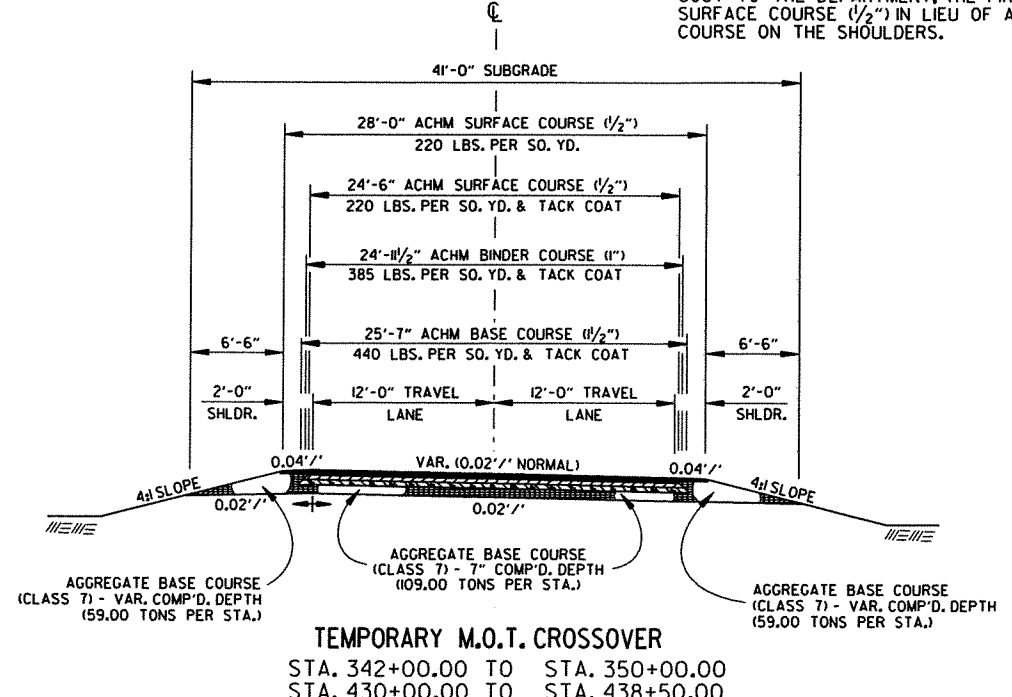 ℄
COST TO THE DEPARTMENT, THE
SURFACE COURSE (1/2") IN LIEU OF A
COURSE ON THE SHOULDERS.
41'-0" SUBGRADE
28'-0" ACHM SURFACE COURSE (1/2")
220 LBS. PER SQ. YD.
24'-6" ACHM SURFACE COURSE (1/2")
220 LBS. PER SQ. YD. & TACK COAT
24'-11 1/2" ACHM BINDER COURSE (1")
385 LBS. PER SQ. YD. & TACK COAT
25'-7" ACHM BASE COURSE (1 1/2")
440 LBS. PER SQ. YD. & TACK COAT
6'-6" 6'-6"
2'-0" 12'-0" TRAVEL 12'-0" TRAVEL 2'-0"
SHLDR. LANE LANE SHLDR.
0.04'/' VAR. (0.02'/' NORMAL) 0.04'/'
4:1 SLOPE 4:1 SLOPE
0.02'/' 0.02'/'
AGGREGATE BASE COURSE
(CLASS 7) - VAR. COMP'D. DEPTH
(59.00 TONS PER STA.)
AGGREGATE BASE COURSE
(CLASS 7) - 7" COMP'D. DEPTH
(109.00 TONS PER STA.)
AGGREGATE BASE COURSE
(CLASS 7) - VAR. COMP'D. DEPTH
(59.00 TONS PER STA.)
TEMPORARY M.O.T. CROSSOVER
STA. 342+00.00 TO STA. 350+00.00
STA. 430+00.00 TO STA. 438+50.00